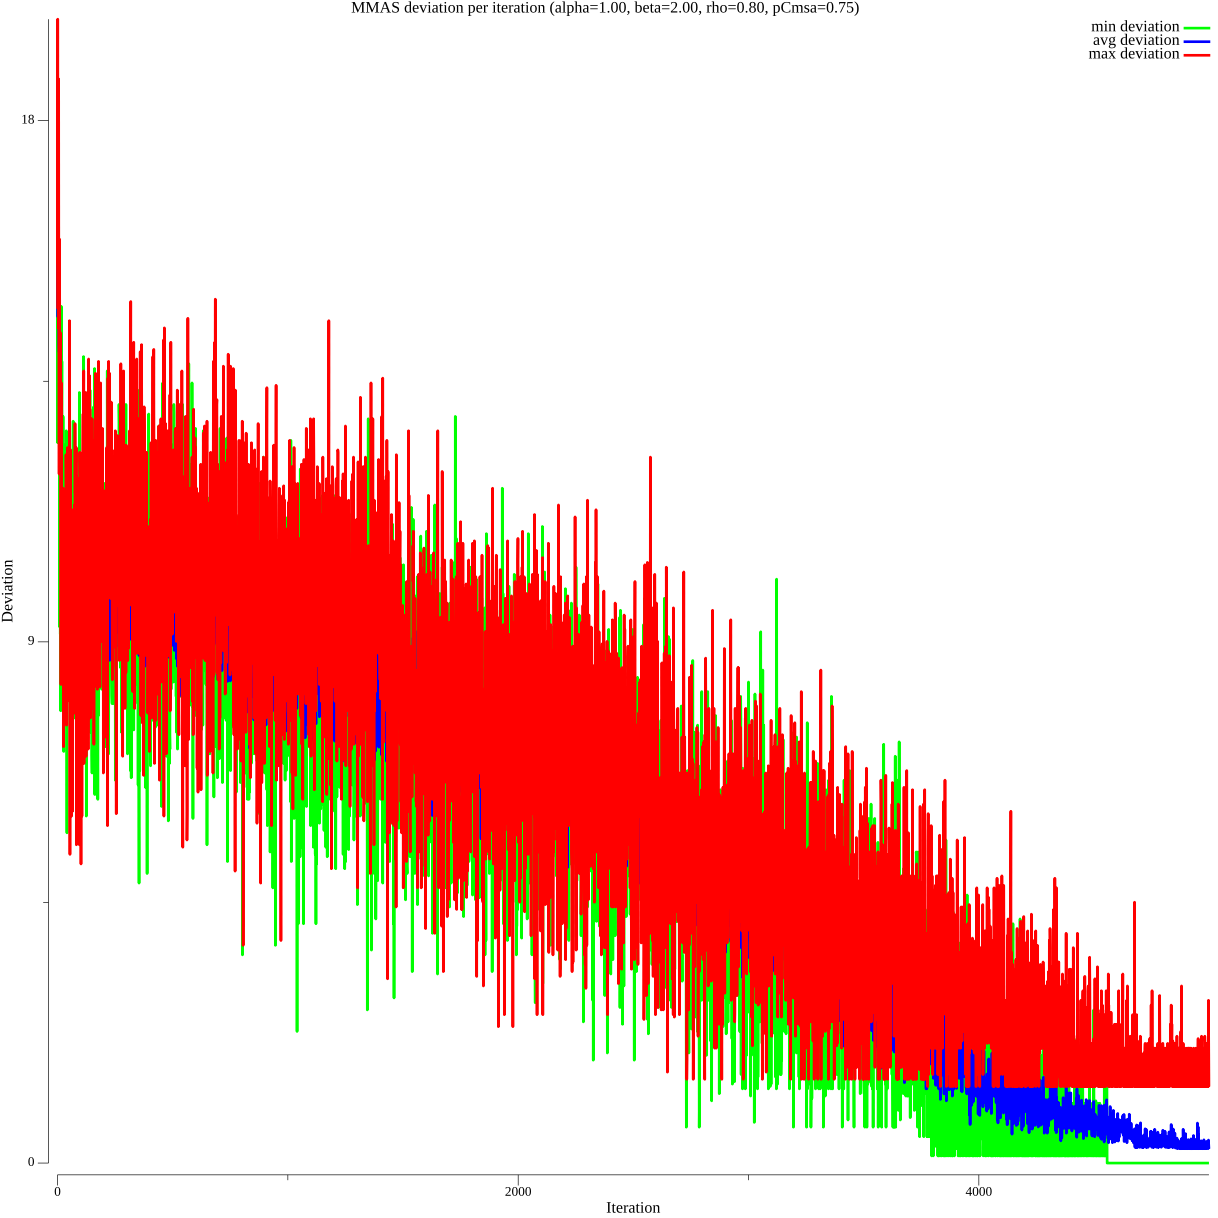 MMAS deviation per iteration (alpha=1.00, beta=2.00, rho=0.80, pCmsa=0.75)
min deviation
avg deviation
max deviation
18
9
0
Deviation
0
2000
4000
Iteration